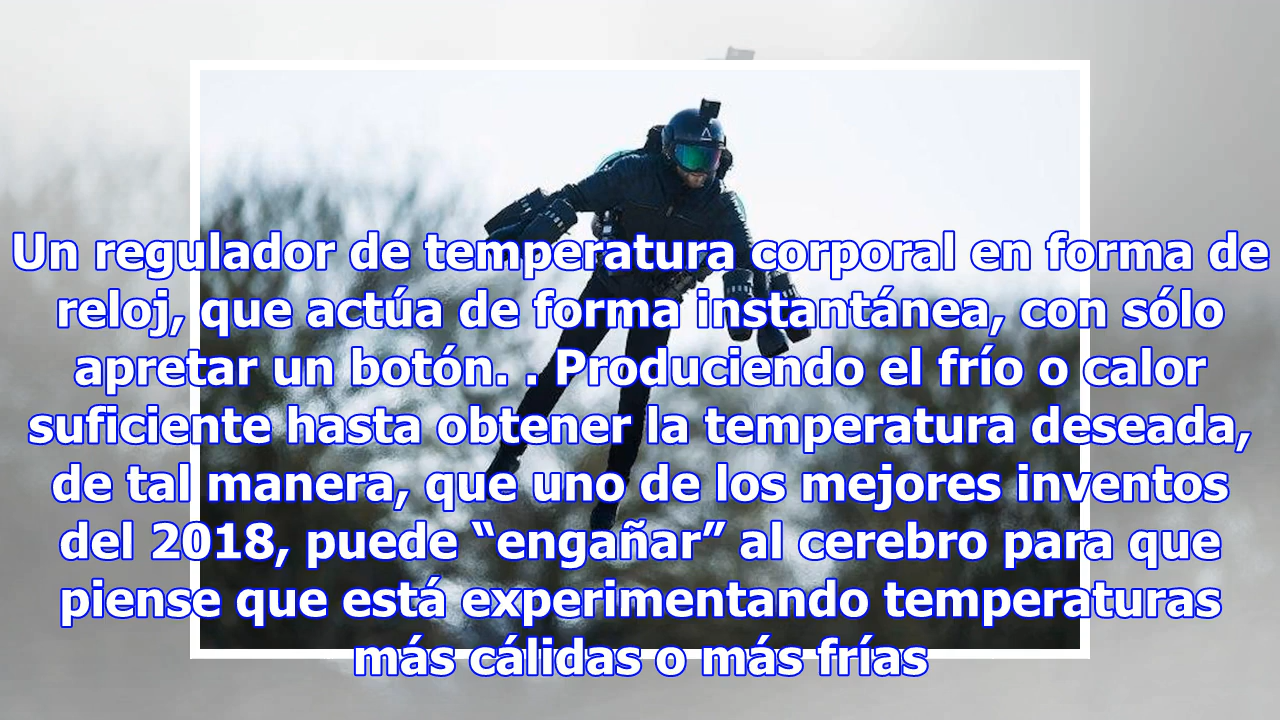 Un regulador de temperatura corporal en forma de
reloj, que actúa de forma instantánea, con sólo
apretar un botón. . Produciendo el frío o calor
suficiente hasta obtener la temperatura deseada,
de tal manera, que uno de los mejores inventos
del 2018, puede “engañar” al cerebro para que
piense que está experimentando temperaturas
más cálidas o más frías